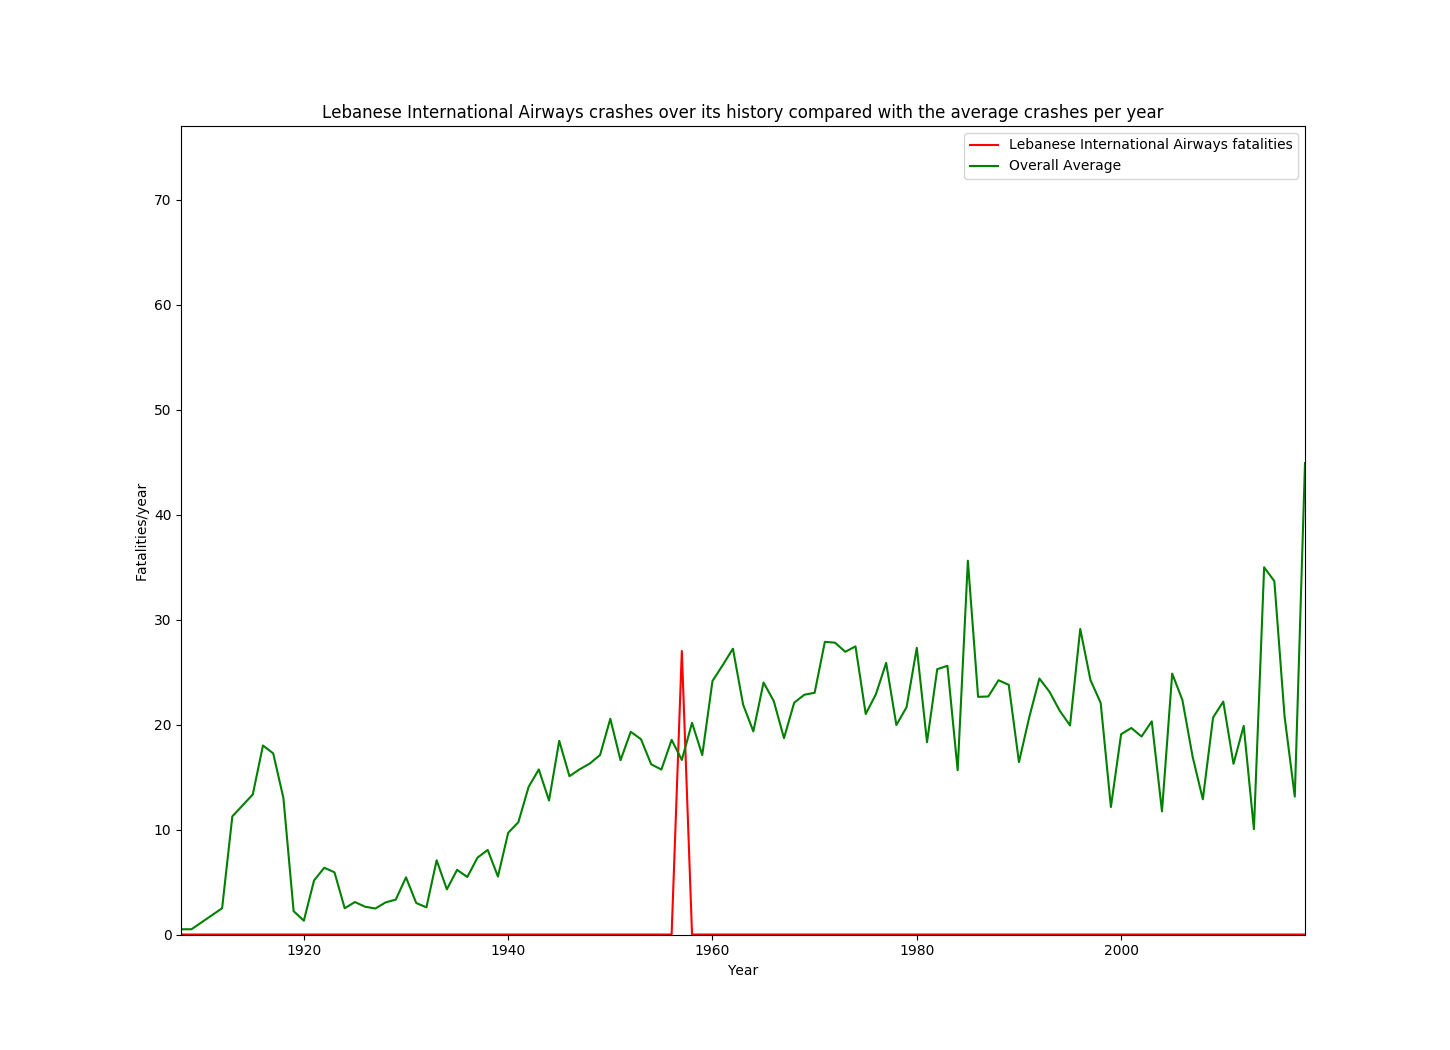 Lebanese International Airways crashes over its history compared with the average crashes per year
Lebanese International Airways fatalities
Overall Average
70
60
50
40
30
20
10
0
Fatalities/year
1920 1940 1960 1980 2000
Year